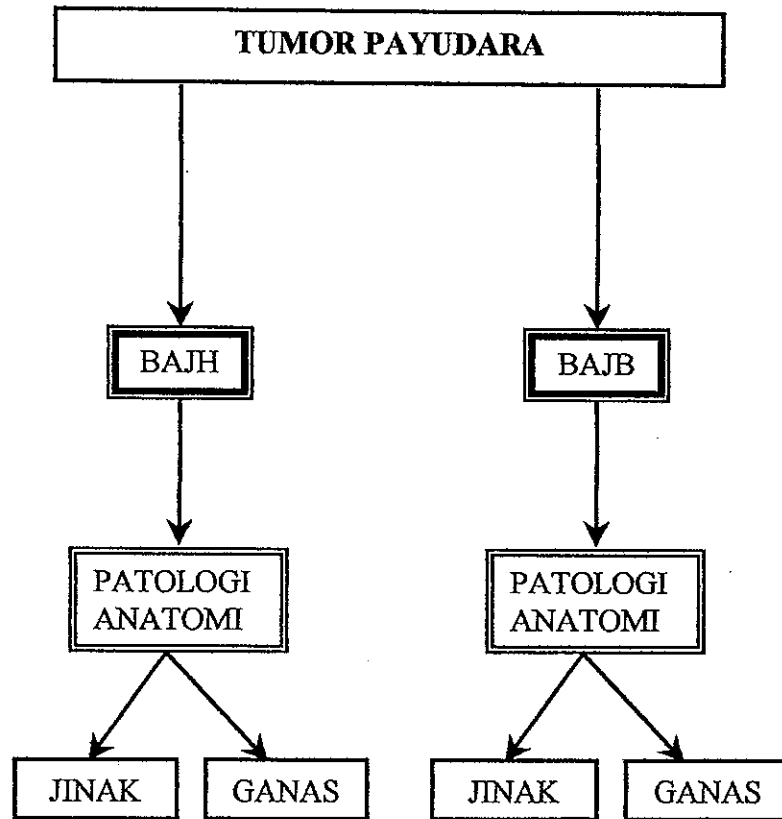 TUMOR PAYUDARA
BAJH
BAJB
PATOLOGI
ANATOMI
PATOLOGI
ANATOMI
JINAK
GANAS
JINAK
GANAS